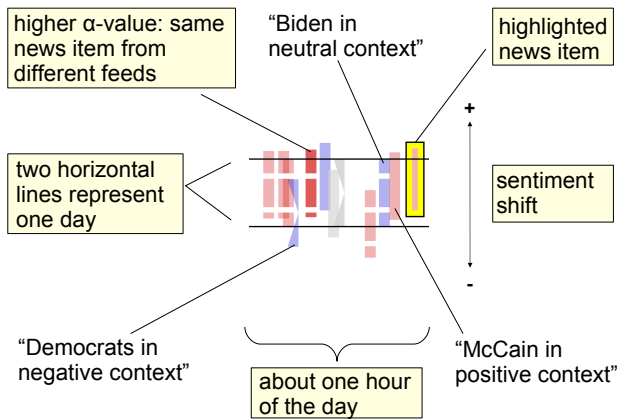 higher α-value: same
news item from
different feeds
“Biden in
neutral context”
highlighted
news item
+
two horizontal
lines represent
one day
sentiment
shift
-
“Democrats in
negative context”
about one hour
of the day
“McCain in
positive context”